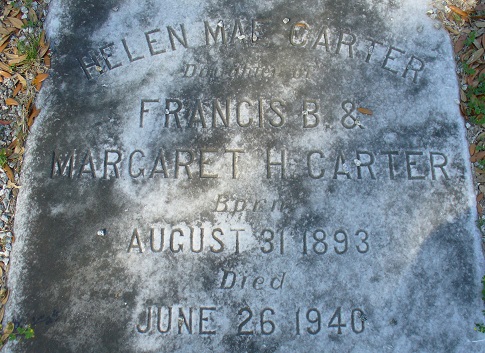 HELEN MAE CARTER
Daughter of
FRANCIS B. &
MARGARET H. CARTER
Born
AUGUST 31 1893
Died
JUNE 26 1940